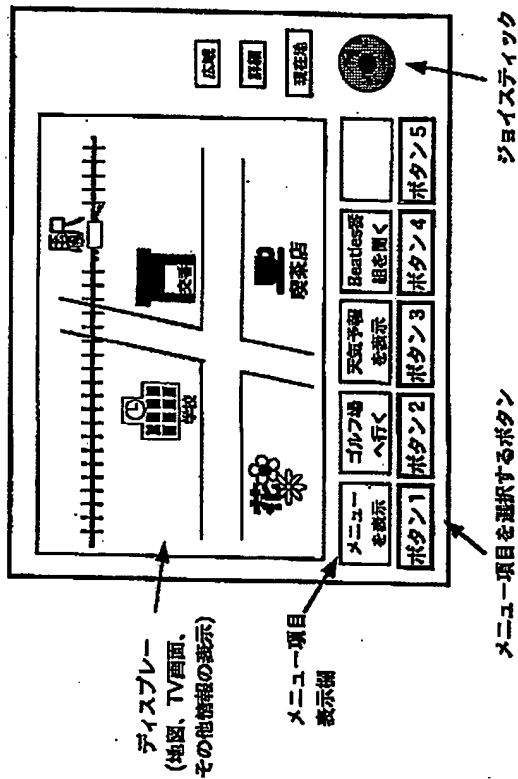 ディスプレー
(地図、TV画面、
その他情報の表示)
メニュー項目
表示欄
学校
交番
喫茶店
広域
詳細
現在地
メニュー
を表示
ゴルフ場
へ行く
天気予報
を表示
Beatles番
組を聞く
ボタン1
ボタン2
ボタン3
ボタン4
ボタン5
メニュー項目を選択するボタン
ジョイスティック